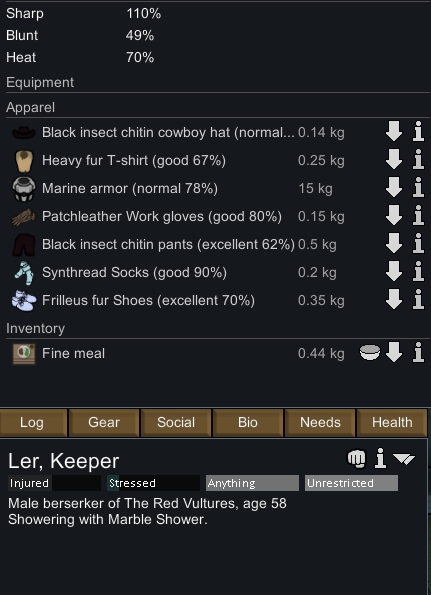 Sharp 110%
Blunt 49%
Heat 70%
Equipment
Apparel
Black insect chitin cowboy hat (normal... 0.14 kg
Heavy fur T-shirt (good 67%) 0.25 kg
Marine armor (normal 78%) 15 kg
Patchleather Work gloves (good 80%) 0.15 kg
Black insect chitin pants (excellent 62%) 0.5 kg
Synthread Socks (good 90%) 0.2 kg
Frilleus fur Shoes (excellent 70%) 0.35 kg
Inventory
Fine meal 0.44 kg
Log Gear Social Bio Needs Health
Ler, Keeper
Injured Stressed Anything Unrestricted
Male berserker of The Red Vultures, age 58
Showering with Marble Shower.